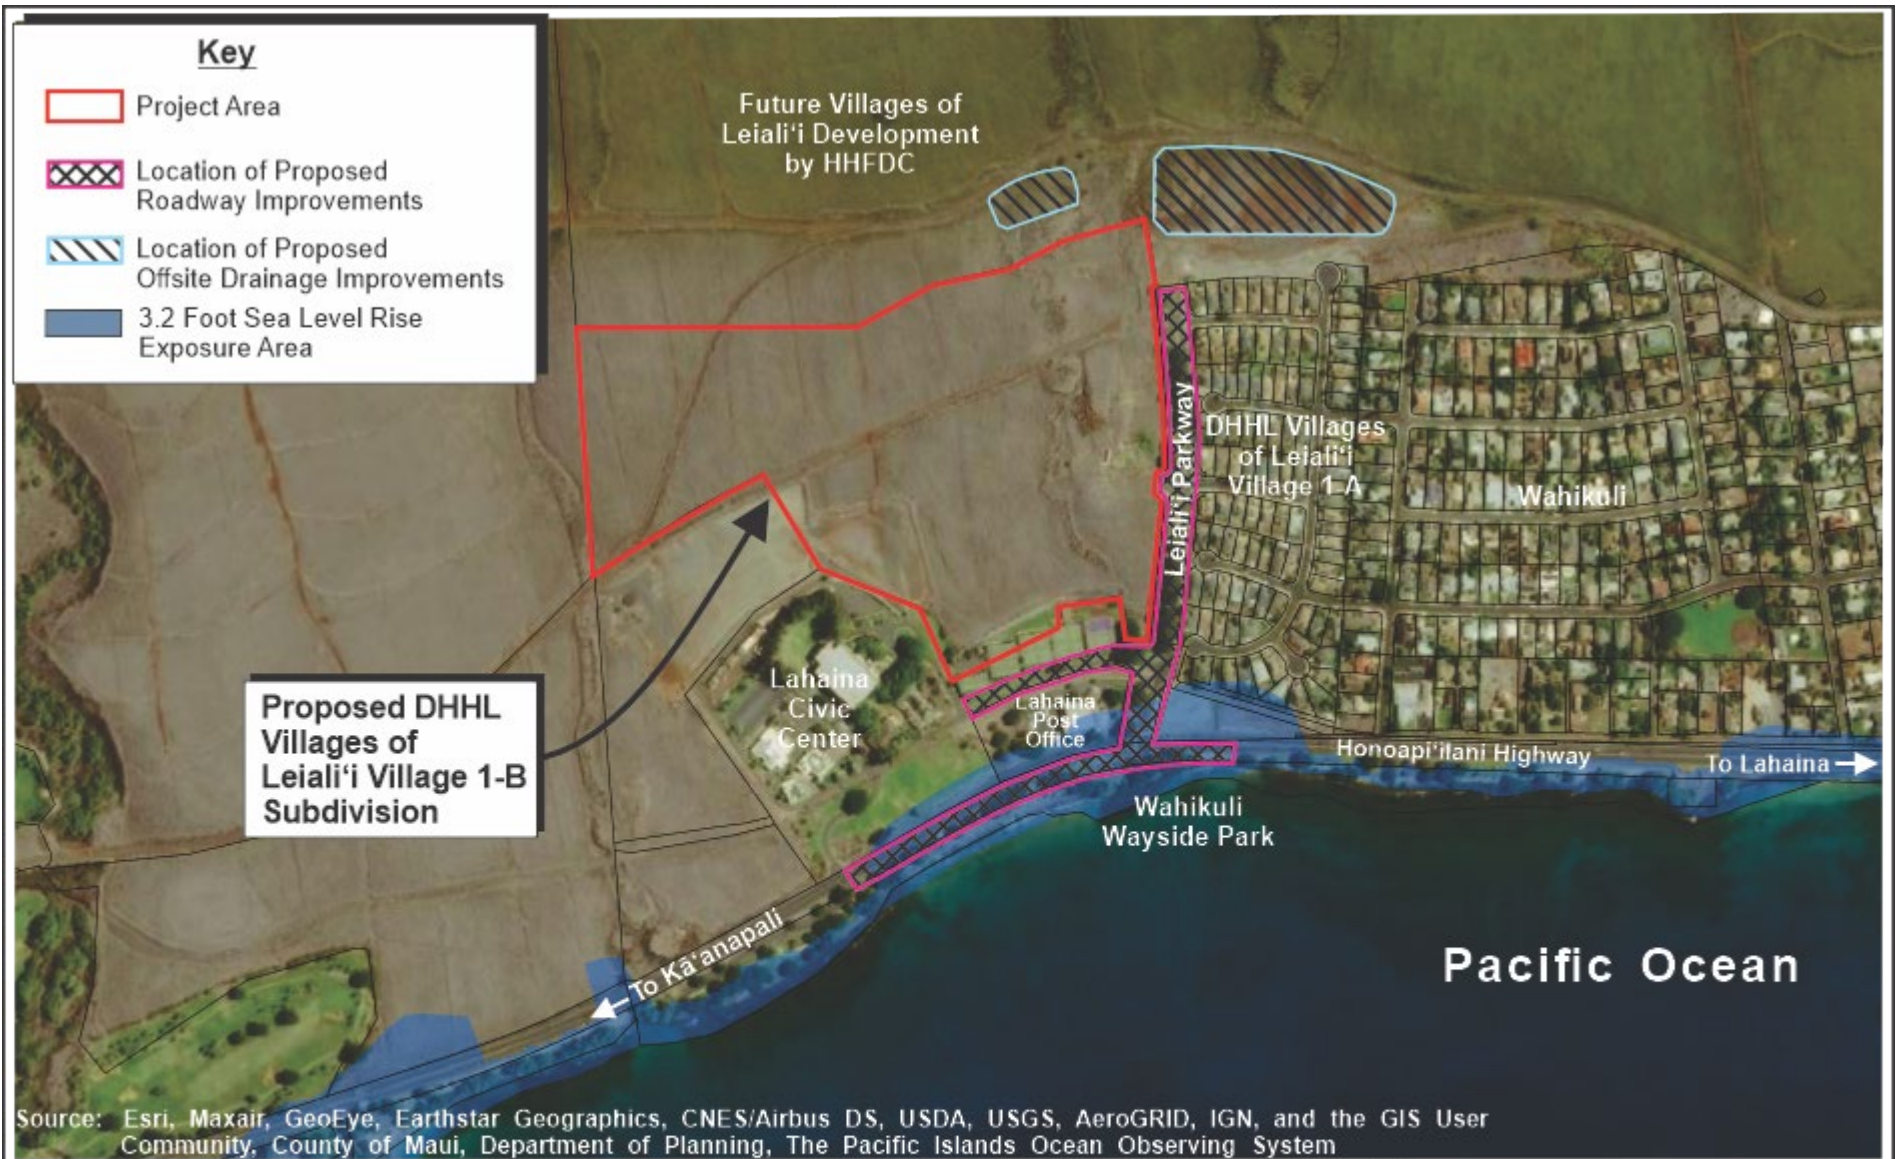 Key
Project Area
Location of Proposed
Roadway Improvements
Location of Proposed
Offsite Drainage Improvements
3.2 Foot Sea Level Rise
Exposure Area
Future Villages of
Leiali‘i Development
by HHFDC
Leiali‘i Parkway
DHHL Villages
of Leiali‘i
Village 1-A
Wahikuli
Proposed DHHL
Villages of
Leiali‘i Village 1-B
Subdivision
Lahaina
Civic
Center
Lahaina
Post
Office
Honoapi‘ilani Highway
To Lahaina
Wahikuli
Wayside Park
To Kā‘anapali
Pacific Ocean
Source: Esri, Maxair, GeoEye, Earthstar Geographics, CNES/Airbus DS, USDA, USGS, AeroGRID, IGN, and the GIS User
Community, County of Maui, Department of Planning, The Pacific Islands Ocean Observing System